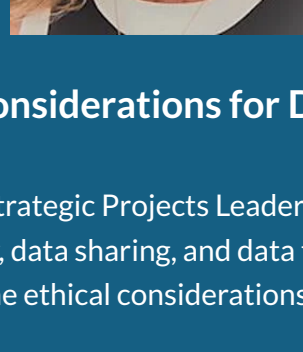 onsiderations for D
trategic Projects Leader
, data sharing, and data
e ethical considerations